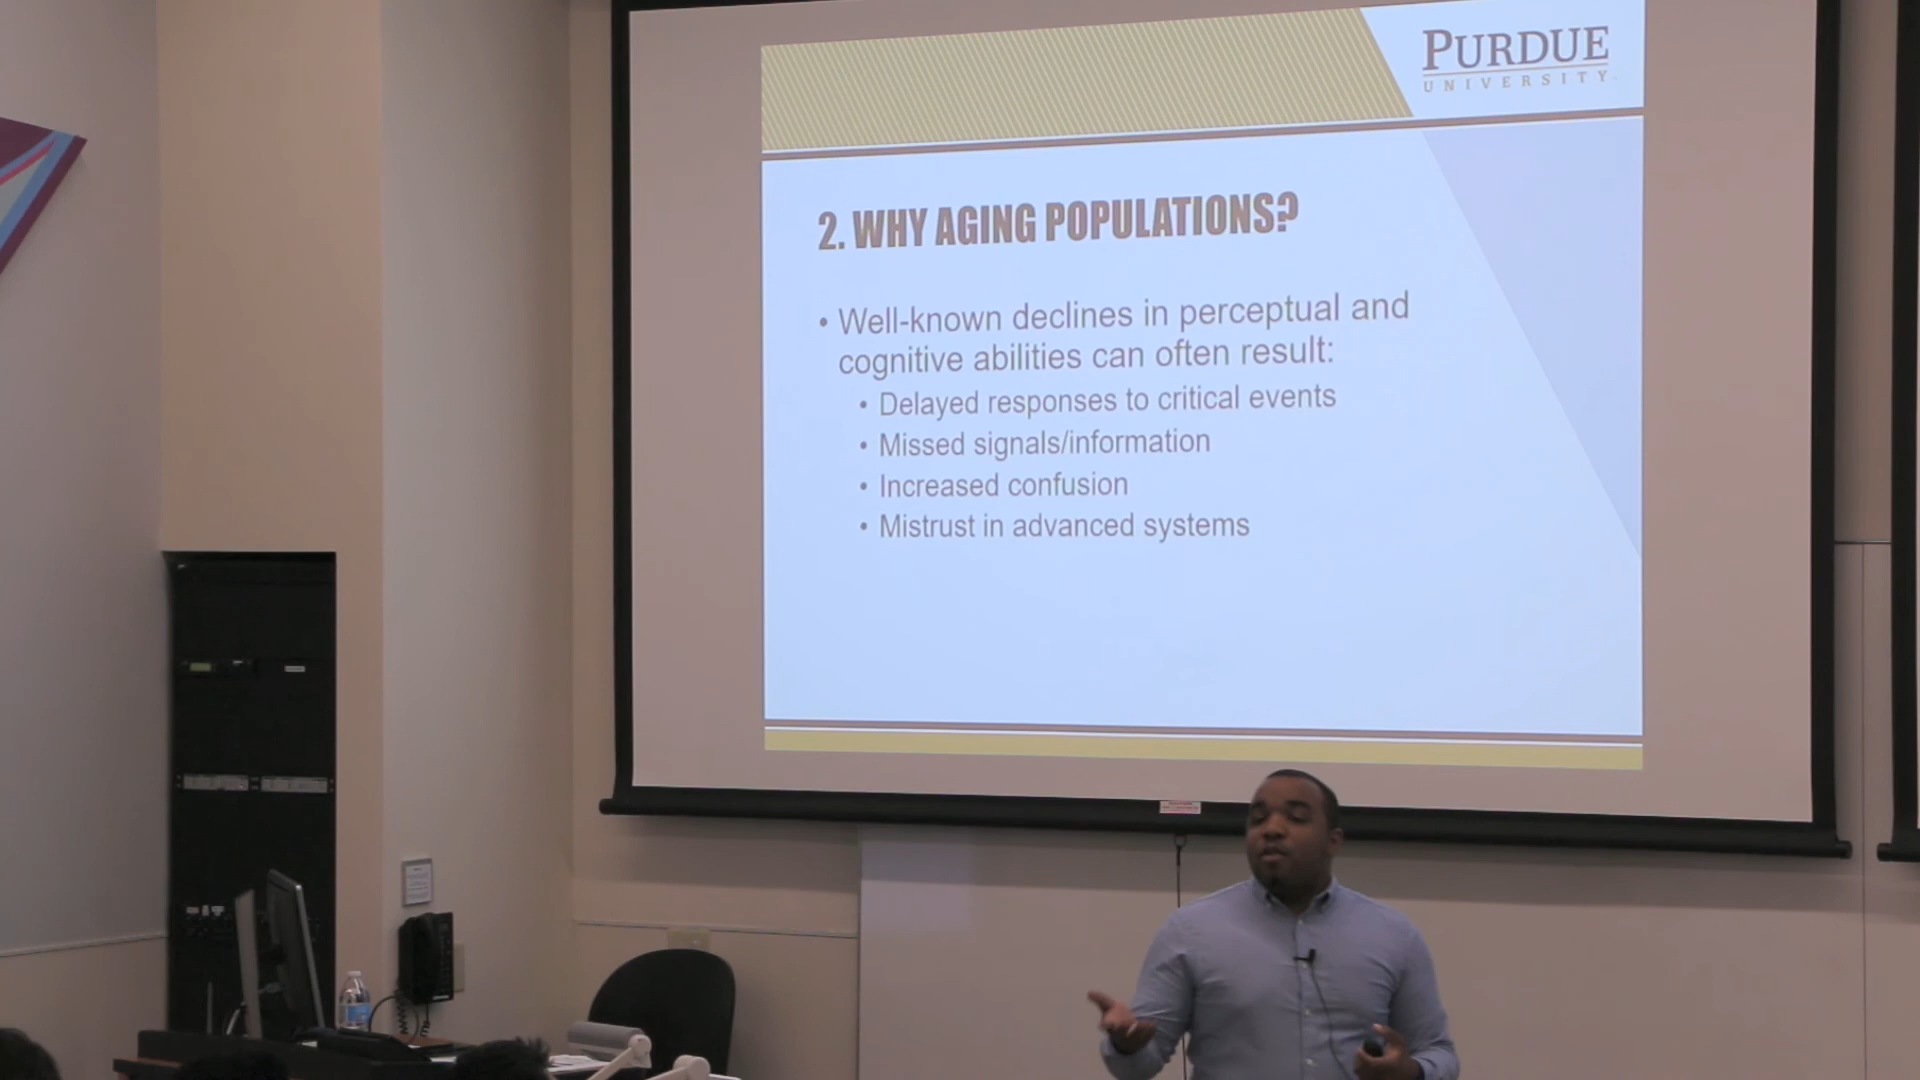 PURDUE
UNIVERSITY
2. WHY AGING POPULATIONS?
• Well-known declines in perceptual and
cognitive abilities can often result:
• Delayed responses to critical events
• Missed signals/information
• Increased confusion
• Mistrust in advanced systems